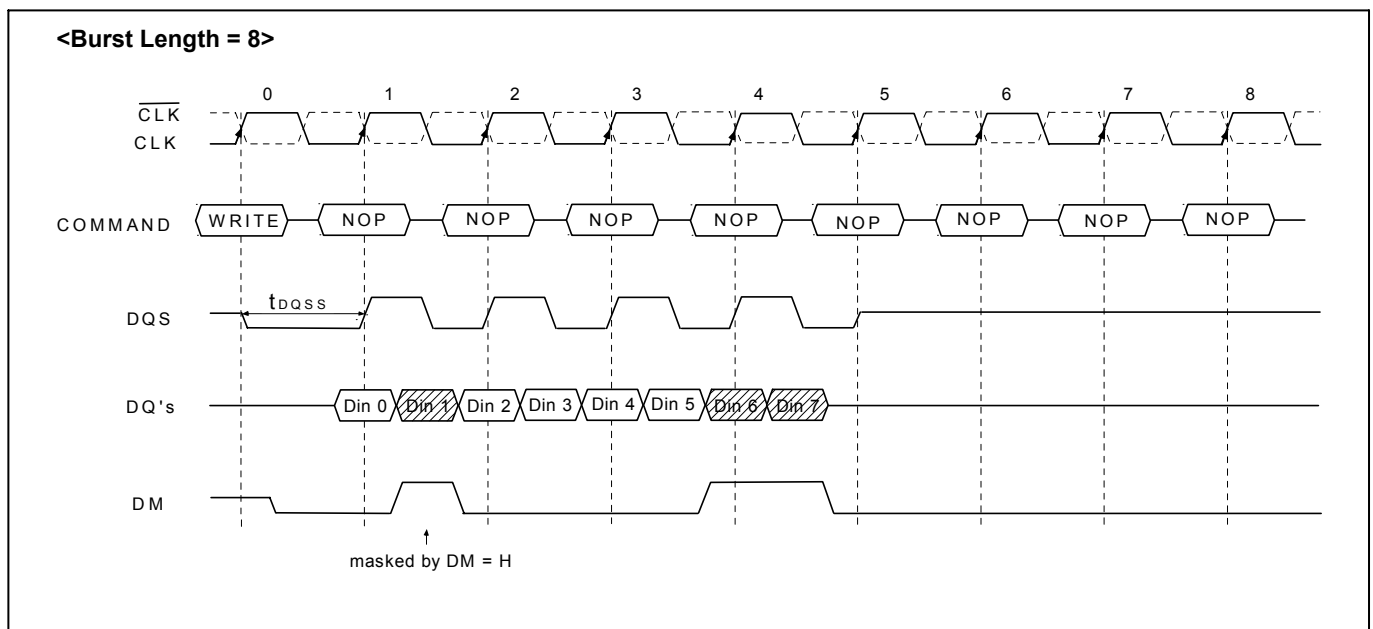 <Burst Length = 8>
0 1 2 3 4 5 6 7 8
CLK
CLK
COMMAND WRITE NOP NOP NOP NOP NOP NOP NOP NOP
DQS tDQSS
DQ's Din 0 Din 1 Din 2 Din 3 Din 4 Din 5 Din 6 Din 7
DM
masked by DM = H